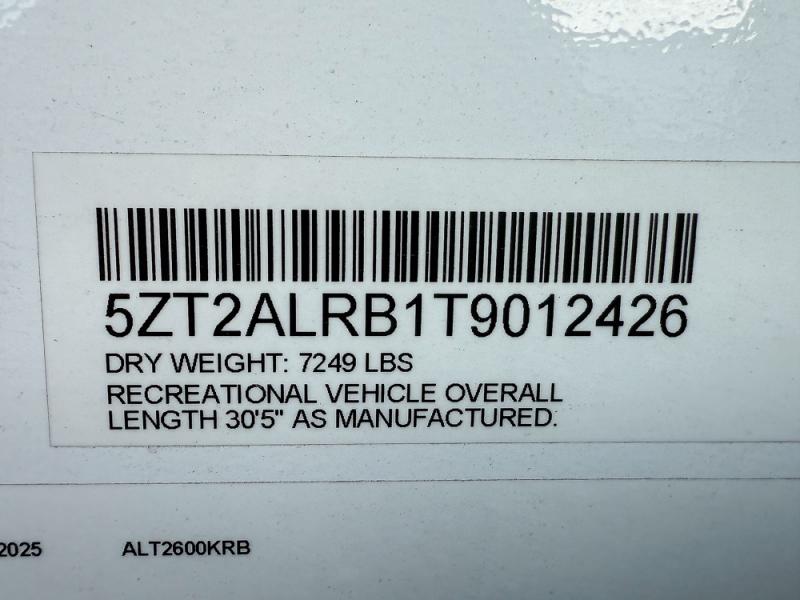 5ZT2ALRB1T9012426
DRY WEIGHT: 7249 LBS
RECREATIONAL VEHICLE OVERALL
LENGTH 30'5" AS MANUFACTURED.
2025 ALT2600KRB